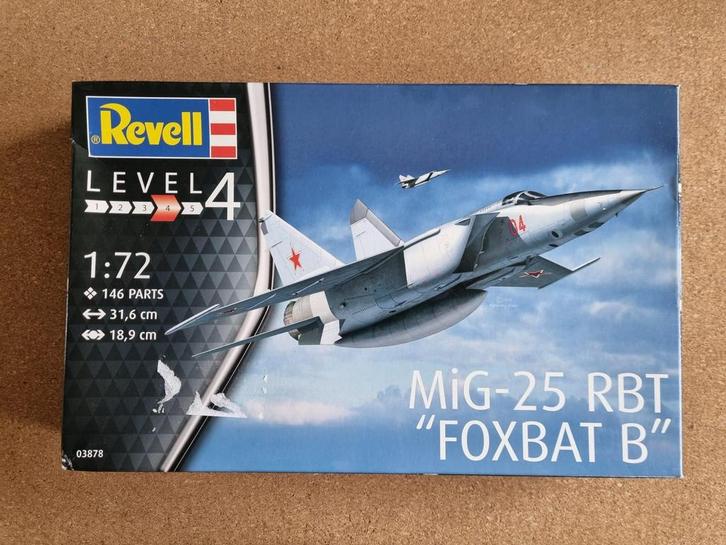 Revell
®
LEVEL 4
1 2 3 4 5
1:72
146 PARTS
31,6 cm
18,9 cm
04
MiG-25 RBT
"FOXBAT B"
03878